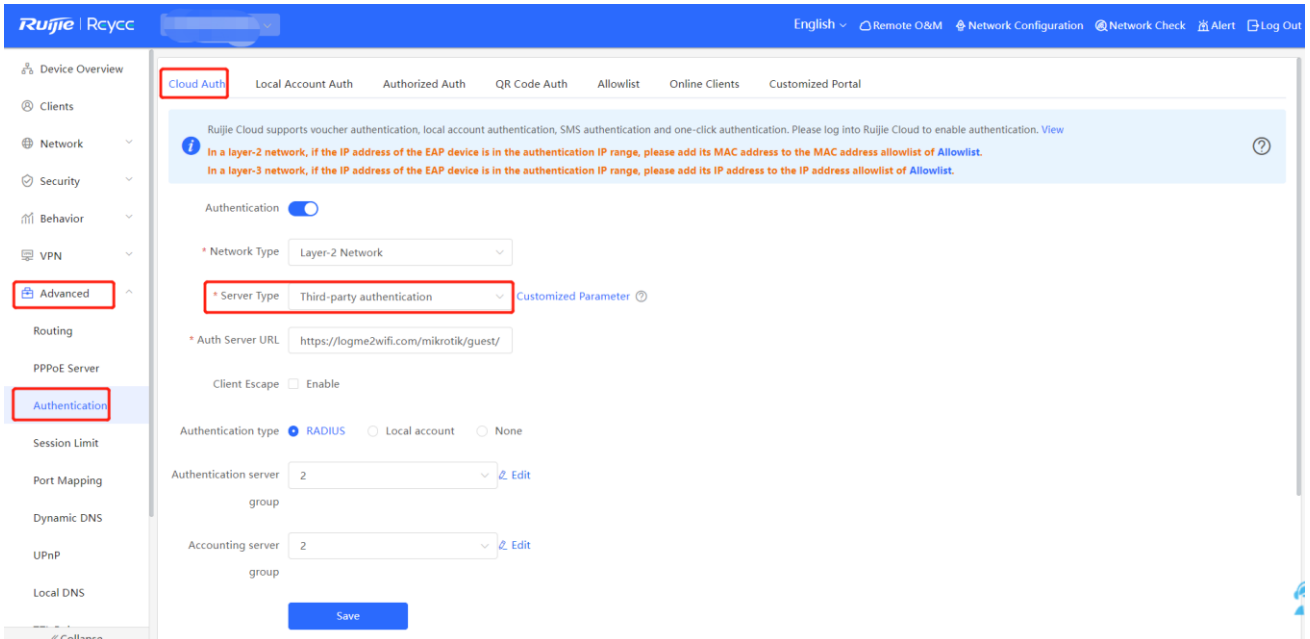 Ruijie | Rcycc
English
Remote O&M
Network Configuration
Network Check
Alert
Log Out
Device Overview
Clients
Network
Security
Behavior
VPN
Advanced
Routing
PPPoE Server
Authentication
Session Limit
Port Mapping
Dynamic DNS
UPnP
Local DNS
Collapse
Cloud Auth
Local Account Auth
Authorized Auth
QR Code Auth
Allowlist
Online Clients
Customized Portal
Ruijie Cloud supports voucher authentication, local account authentication, SMS authentication and one-click authentication. Please log into Ruijie Cloud to enable authentication. View
In a layer-2 network, if the IP address of the EAP device is in the authentication IP range, please add its MAC address to the MAC address allowlist of Allowlist.
In a layer-3 network, if the IP address of the EAP device is in the authentication IP range, please add its IP address to the IP address allowlist of Allowlist.
Authentication
* Network Type Layer-2 Network
* Server Type Third-party authentication Customized Parameter
* Auth Server URL https://logme2wifi.com/mikrotik/guest/
Client Escape Enable
Authentication type RADIUS Local account None
Authentication server 2 Edit
group
Accounting server 2 Edit
group
Save